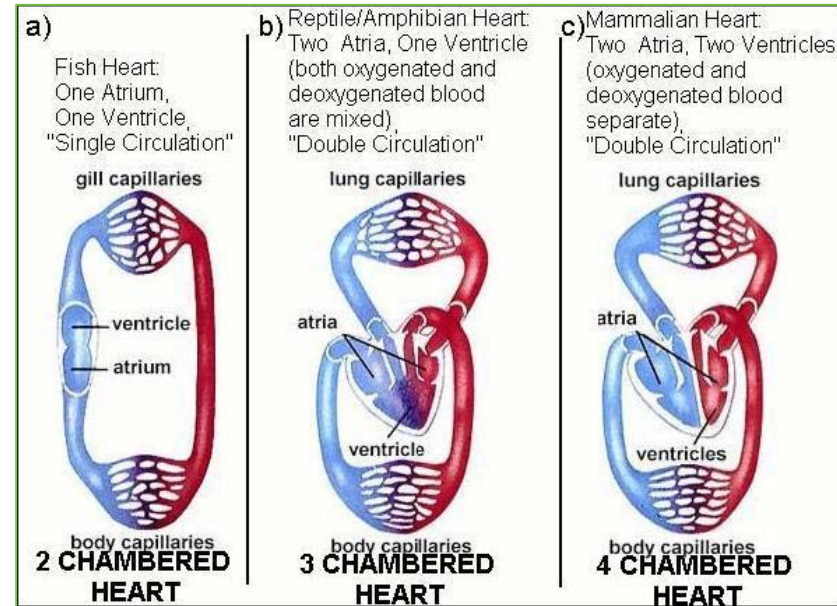 a)
Fish Heart:
One Atrium,
One Ventricle,
"Single Circulation"
gill capillaries
ventricle
atrium
body capillaries
2 CHAMBERED
HEART
b)
Reptile/Amphibian Heart:
Two Atria, One Ventricle
(both oxygenated and
deoxygenated blood
are mixed),
"Double Circulation"
lung capillaries
atria
ventricle
body capillaries
3 CHAMBERED
HEART
c)
Mammalian Heart:
Two Atria, Two Ventricles
(oxygenated and
deoxygenated blood
separate),
"Double Circulation"
lung capillaries
atria
ventricles
body capillaries
4 CHAMBERED
HEART